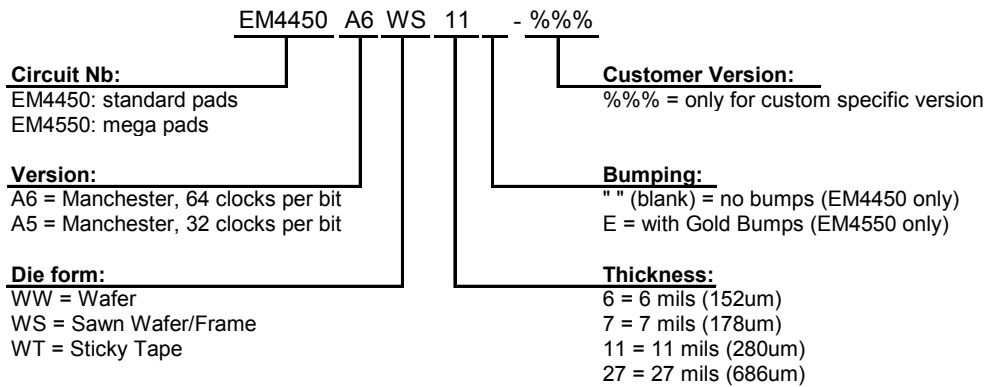 EM4450 A6 WS 11 - %%%
Circuit Nb:
EM4450: standard pads
EM4550: mega pads
Customer Version:
%%% = only for custom specific version
Version:
A6 = Manchester, 64 clocks per bit
A5 = Manchester, 32 clocks per bit
Bumping:
" " (blank) = no bumps (EM4450 only)
E = with Gold Bumps (EM4550 only)
Die form:
WW = Wafer
WS = Sawn Wafer/Frame
WT = Sticky Tape
Thickness:
6 = 6 mils (152um)
7 = 7 mils (178um)
11 = 11 mils (280um)
27 = 27 mils (686um)